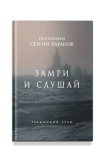 ПРОТОИЕРЕЙ
СЕРГИЙ БАРАНОВ
ЗАМРИ И СЛУШАЙ